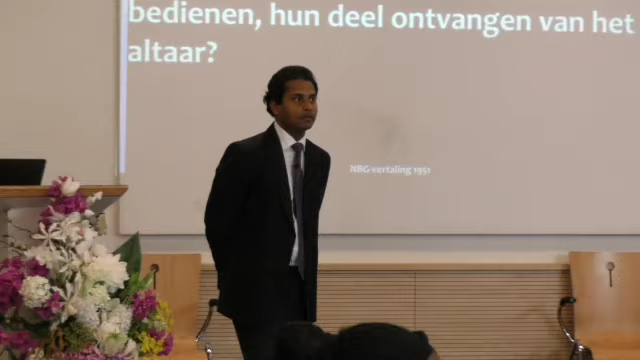 bedienen, hun deel ontvangen van het
altaar?
NBG-vertaling 1951